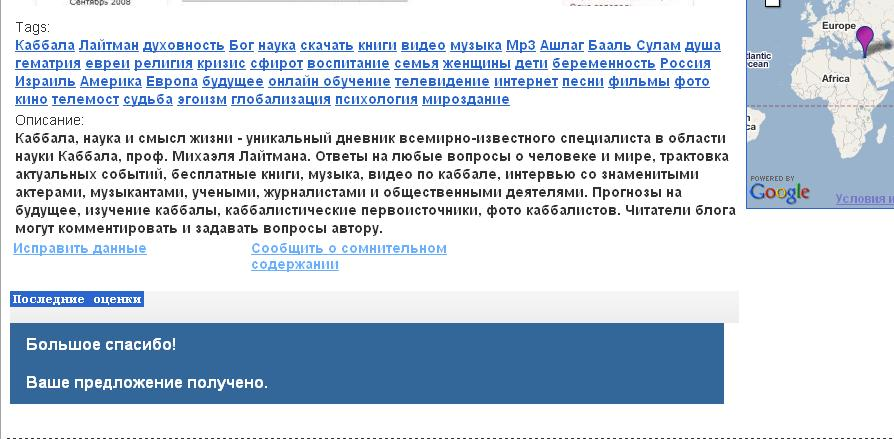 Сентябрь 2008
Tags:
Каббала Лайтман духовность Бог наука скачать книги видео музыка Mp3 Ашлаг Бааль Сулам душа
гематрия евреи религия кризис сфирот воспитание семья женщины дети беременность Россия
Израиль Америка Европа будущее онлайн обучение телевидение интернет песни фильмы фото
кино телемост судьба эгоизм глобализация психология мироздание
Описание:
Каббала, наука и смысл жизни - уникальный дневник всемирно-известного специалиста в области
науки Каббала, проф. Михаэля Лайтмана. Ответы на любые вопросы о человеке и мире, трактовка
актуальных событий, бесплатные книги, музыка, видео по каббале, интервью со знаменитыми
актерами, музыкантами, учеными, журналистами и общественными деятелями. Прогнозы на
будущее, изучение каббалы, каббалистические первоисточники, фото каббалистов. Читатели блога
могут комментировать и задавать вопросы автору.
Исправить данные
Сообщить о сомнительном
содержании
Последние оценки
Большое спасибо!
Ваше предложение получено.
Europe
Africa
POWERED BY
Google
Условия и